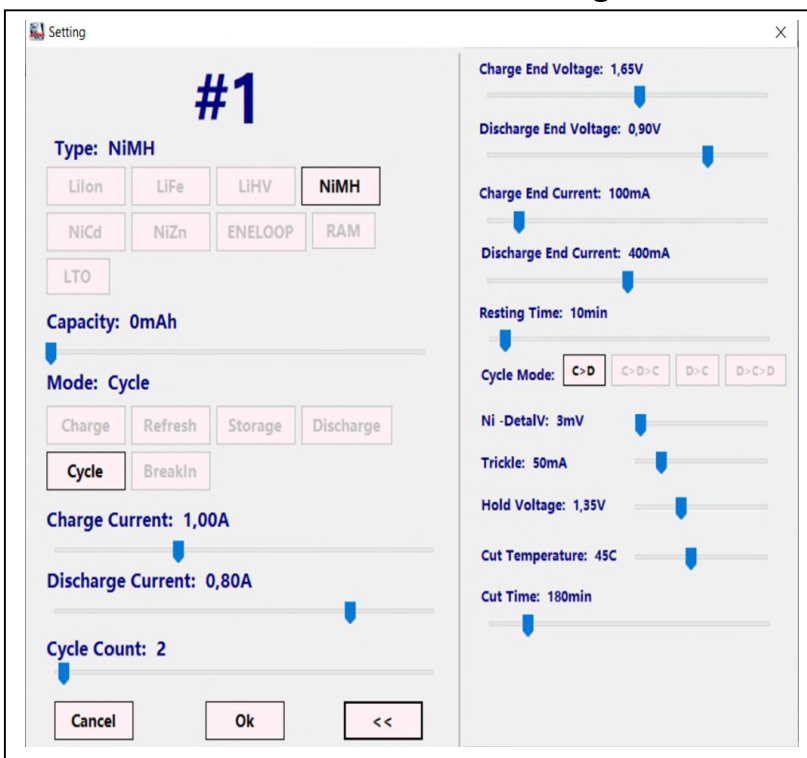 Setting
#1
Type: NiMH
LiIon LiFe LiHV NiMH
NiCd NiZn ENELOOP RAM
LTO
Capacity: 0mAh
Mode: Cycle
Charge Refresh Storage Discharge
Cycle BreakIn
Charge Current: 1,00A
Discharge Current: 0,80A
Cycle Count: 2
Cancel Ok <<
Charge End Voltage: 1,65V
Discharge End Voltage: 0,90V
Charge End Current: 100mA
Discharge End Current: 400mA
Resting Time: 10min
Cycle Mode: C>D C>D>C D>C D>C>D
Ni -DetalV: 3mV
Trickle: 50mA
Hold Voltage: 1,35V
Cut Temperature: 45C
Cut Time: 180min